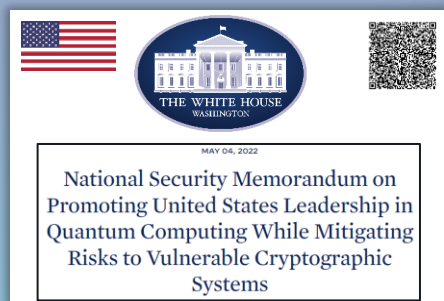 THE WHITE HOUSE
WASHINGTON
MAY 04, 2022
National Security Memorandum on
Promoting United States Leadership in
Quantum Computing While Mitigating
Risks to Vulnerable Cryptographic
Systems